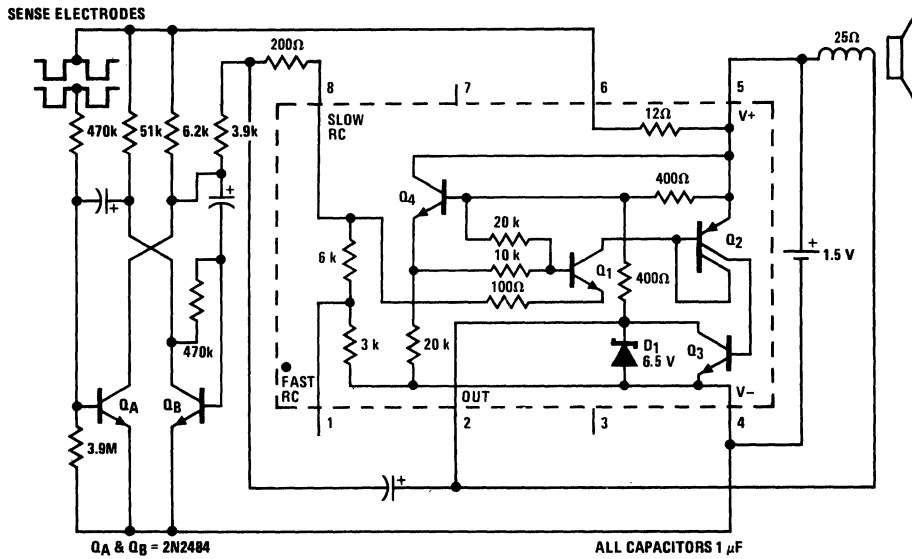 SENSE ELECTRODES
200Ω
25Ω
8
7
6
5
SLOW
RC
12Ω
V+
470k
51k
6.2k
3.9k
Q4
400Ω
+
+
20 k
Q2
+
1.5 V
6 k
10 k
Q1
400Ω
100Ω
470k
3 k
20 k
D1
6.5 V
Q3
FAST
RC
OUT
V−
QA
QB
1
2
3
4
3.9M
+
QA & QB = 2N2484
ALL CAPACITORS 1 μF